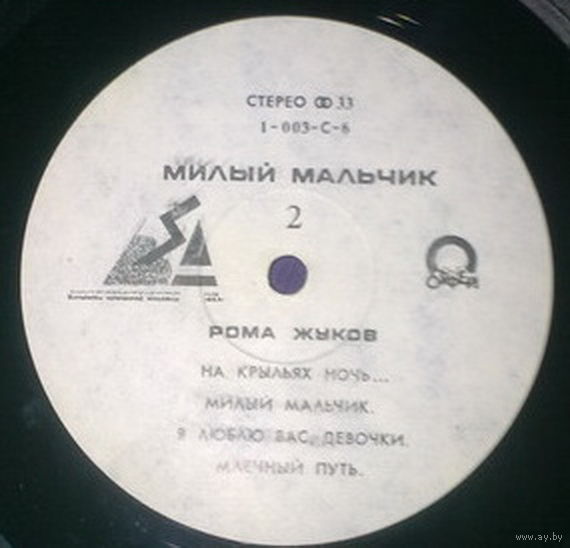 СТЕРЕО 33
1-003-С-6
МИЛЫЙ МАЛЬЧИК
2
РОМА ЖУКОВ
НА КРЫЛЬЯХ НОЧЬ...
МИЛЫЙ МАЛЬЧИК.
Я ЛЮБЛЮ ВАС, ДЕВОЧКИ.
МЛЕЧНЫЙ ПУТЬ.
www.ay.by